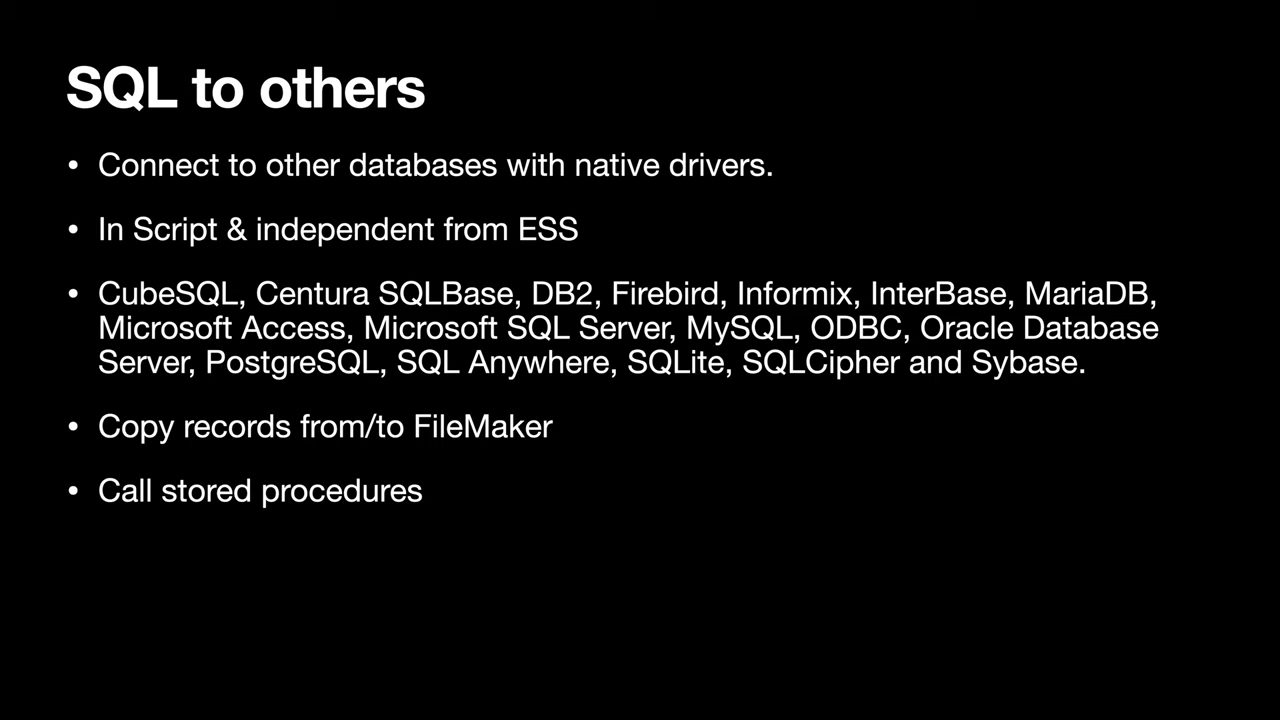 SQL to others
• Connect to other databases with native drivers.
• In Script & independent from ESS
• CubeSQL, Centura SQLBase, DB2, Firebird, Informix, InterBase, MariaDB,
Microsoft Access, Microsoft SQL Server, MySQL, ODBC, Oracle Database
Server, PostgreSQL, SQL Anywhere, SQLite, SQLCipher and Sybase.
• Copy records from/to FileMaker
• Call stored procedures